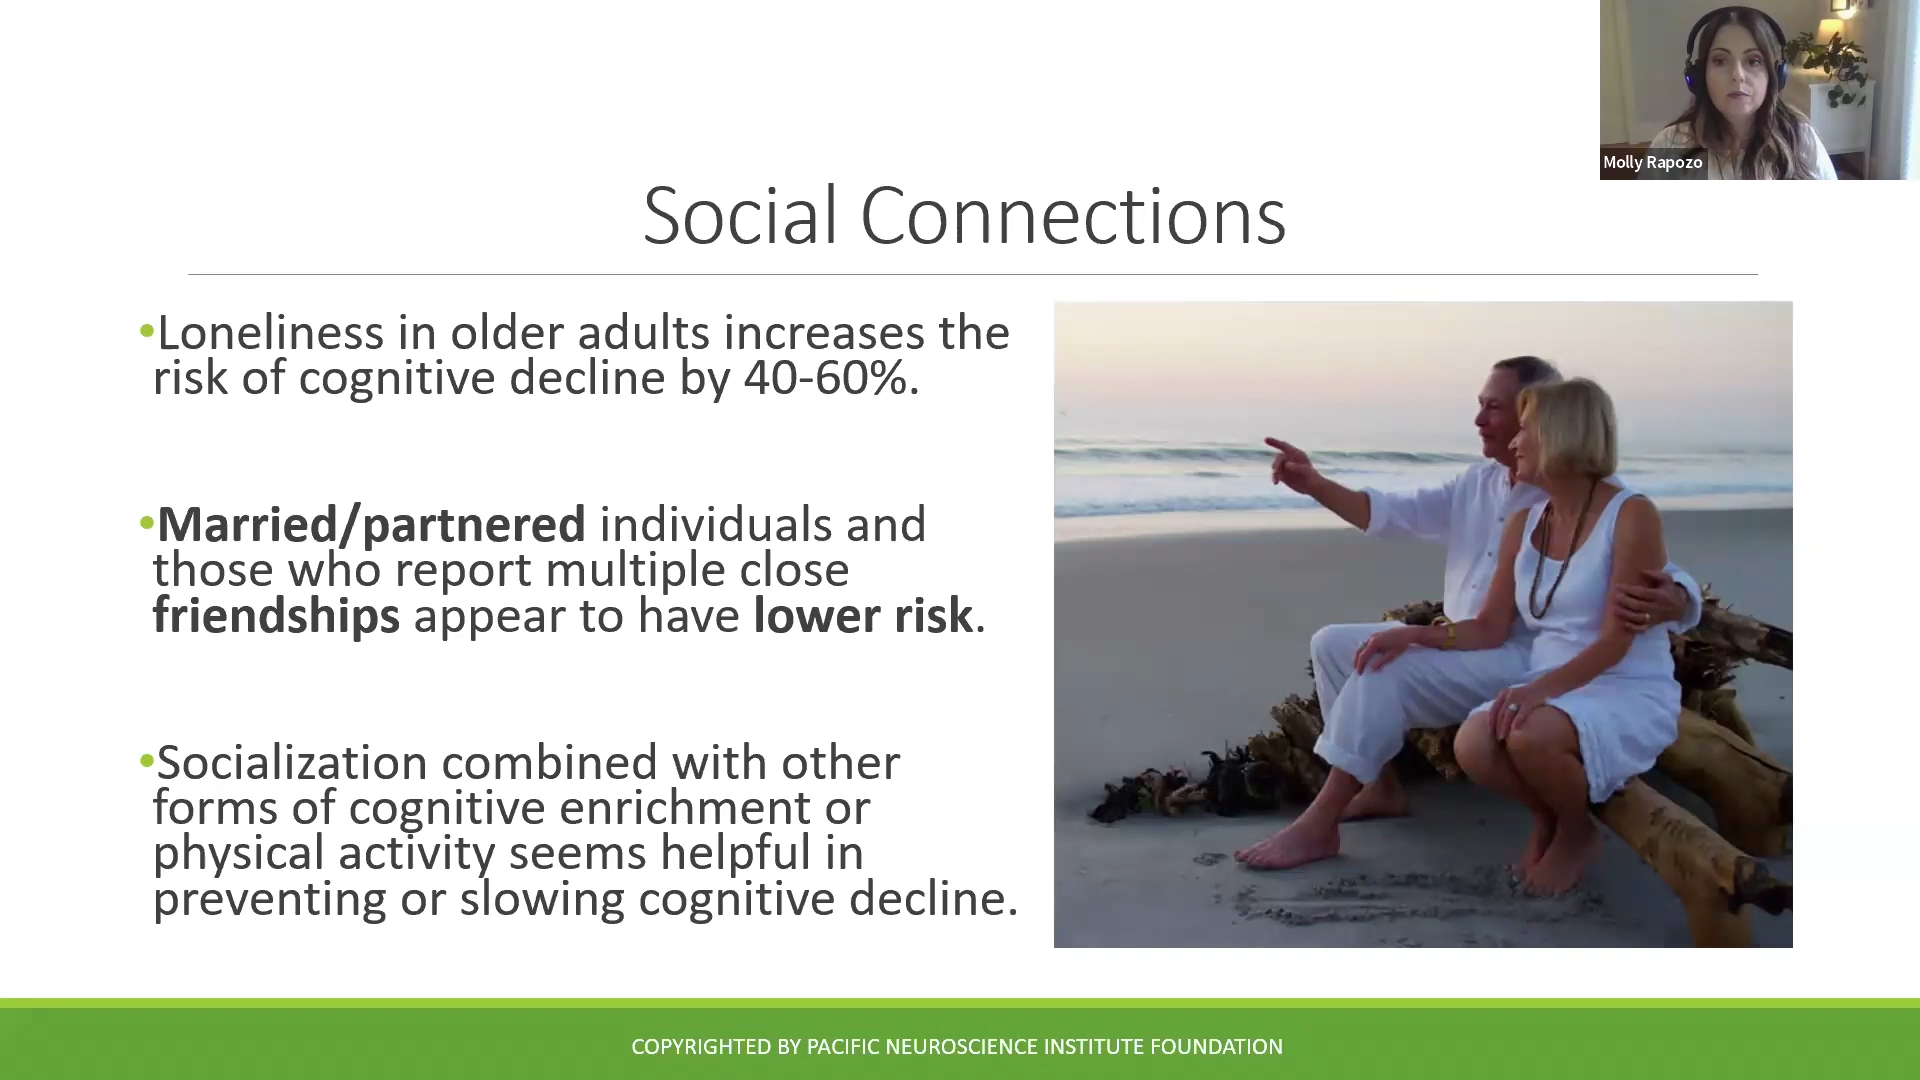 Molly Rapozo
Social Connections
•Loneliness in older adults increases the
risk of cognitive decline by 40-60%.
•Married/partnered individuals and
those who report multiple close
friendships appear to have lower risk.
•Socialization combined with other
forms of cognitive enrichment or
physical activity seems helpful in
preventing or slowing cognitive decline.
COPYRIGHTED BY PACIFIC NEUROSCIENCE INSTITUTE FOUNDATION